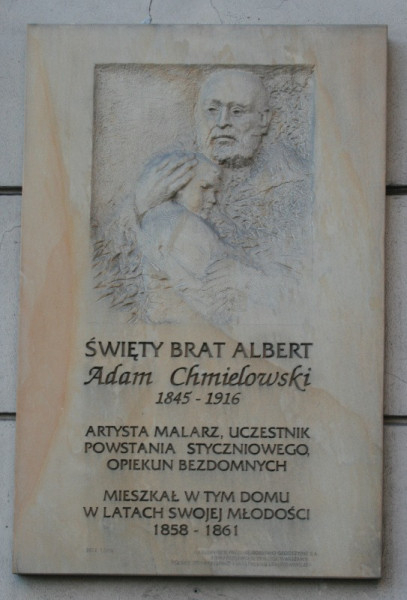 ŚWIĘTY BRAT ALBERT
Adam Chmielowski
1845 - 1916
ARTYSTA MALARZ, UCZESTNIK
POWSTANIA STYCZNIOWEGO,
OPIEKUN BEZDOMNYCH
MIESZKAŁ W TYM DOMU
W LATACH SWOJEJ MŁODOŚCI
1858 - 1861